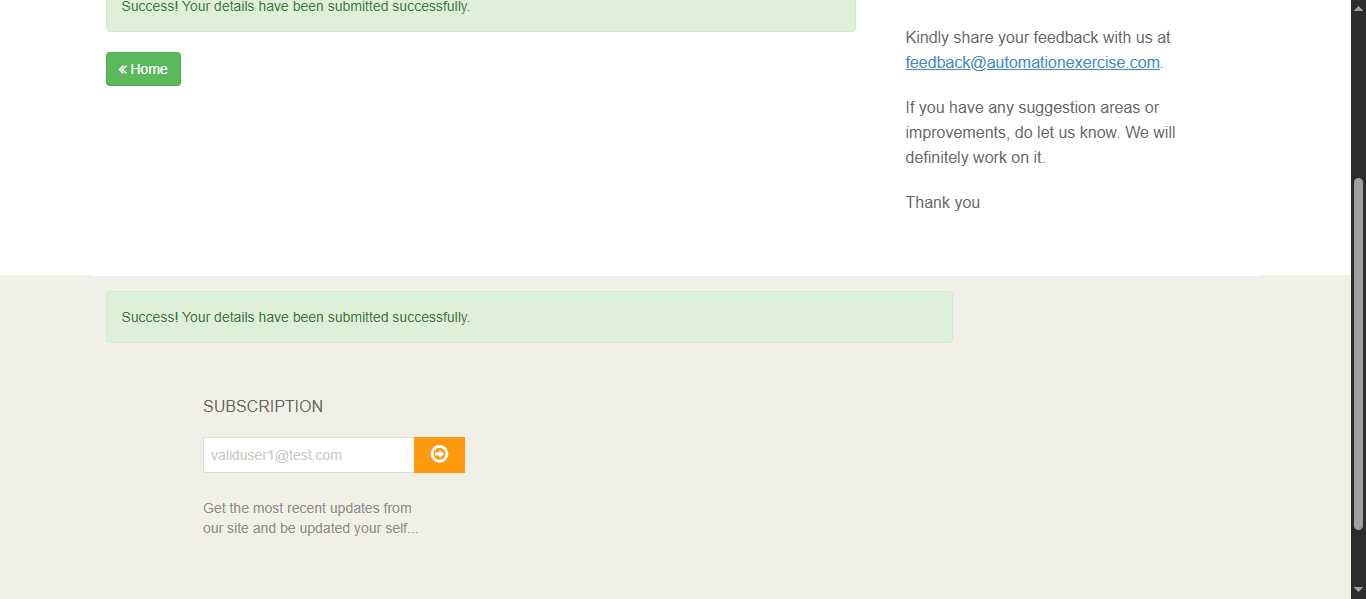 Success! Your details have been submitted successfully.
« Home
Kindly share your feedback with us at
feedback@automationexercise.com.
If you have any suggestion areas or
improvements, do let us know. We will
definitely work on it.
Thank you
Success! Your details have been submitted successfully.
SUBSCRIPTION
validuser1@test.com
Get the most recent updates from
our site and be updated your self...